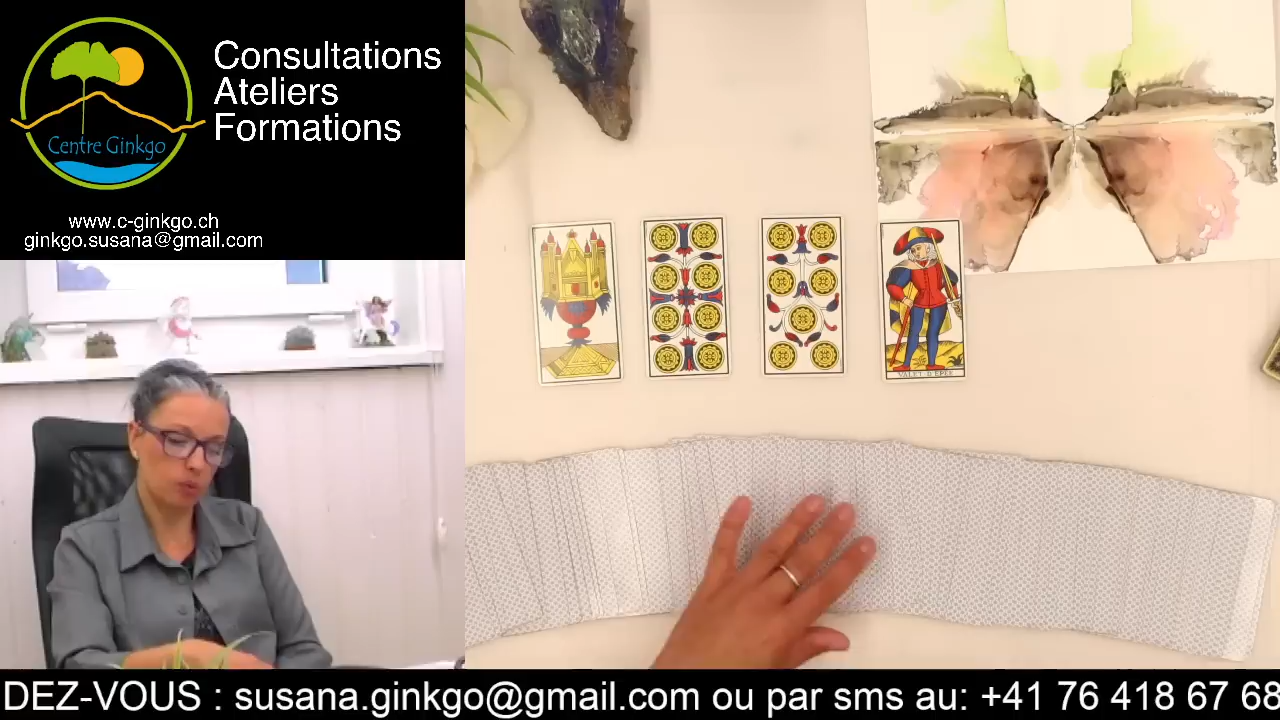 Consultations
Ateliers
Formations
Centre Ginkgo
www.c-ginkgo.ch
ginkgo.susana@gmail.com
VALET·D'EPEE
DEZ-VOUS : susana.ginkgo@gmail.com ou par sms au: +41 76 418 67 68